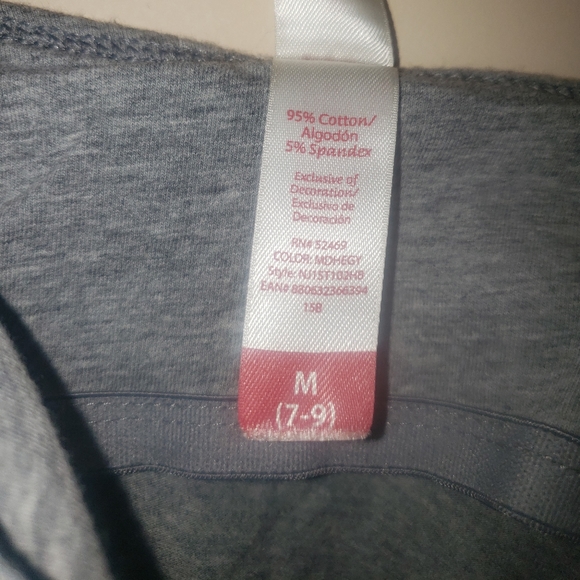 95% Cotton/
Algodón
5% Spandex
Exclusive of
Decoration/
Exclusivo de
Decoración
RN# 52469
COLOR: MDHEGY
Style: NJ1ST102HB
EAN# 880632366394
15B
M
(7-9)